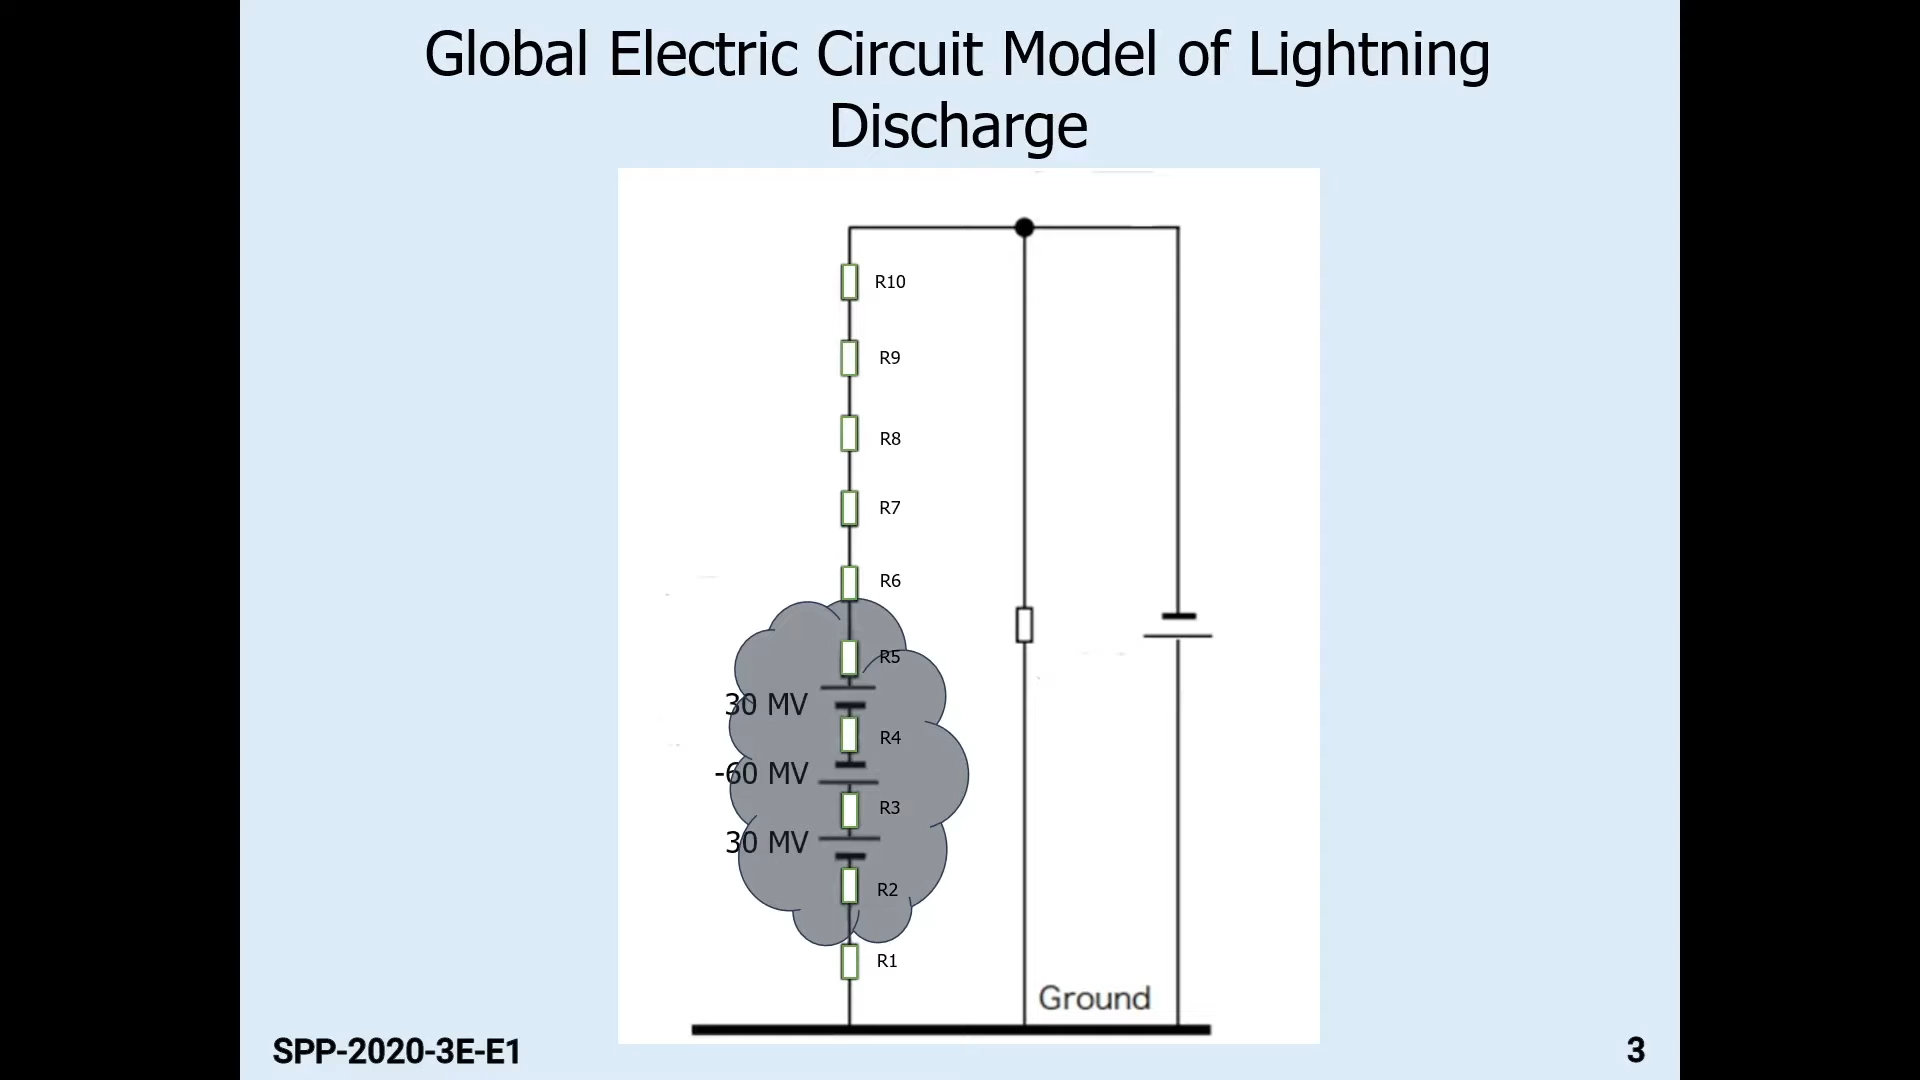 Global Electric Circuit Model of Lightning
Discharge
R10
R9
R8
R7
R6
R5
30 MV
R4
-60 MV
R3
30 MV
R2
R1
Ground
SPP-2020-3E-E1
3